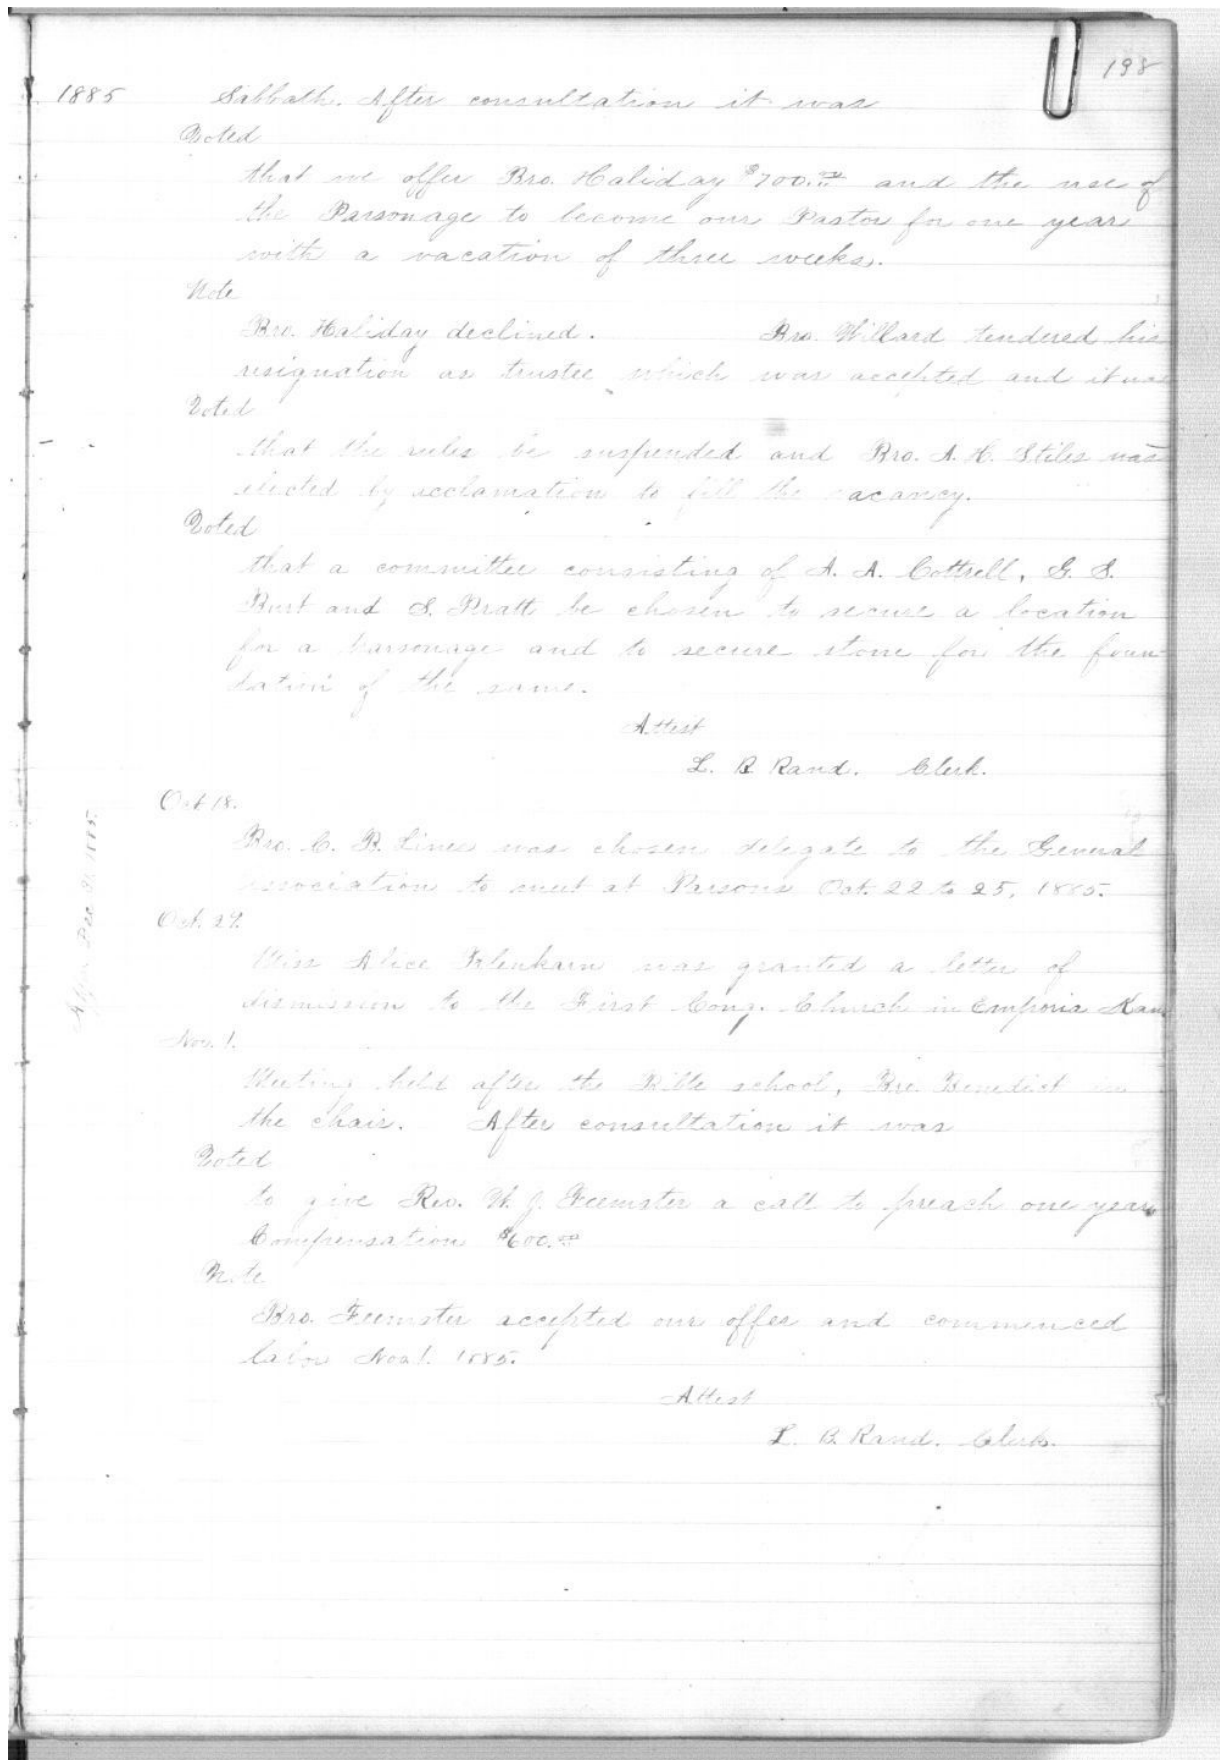 198
1885 Sabbath. After consultation it was
Voted
that we offer Bro. Haliday $700.00 and the use of
the Parsonage to become our Pastor for one year
with a vacation of three weeks.
Note
Bro. Haliday declined. Bro. Willard tendered his
resignation as trustee which was accepted and it was
Voted
that the rules be suspended and Bro. A. H. Stiles was
elected by acclamation to fill the vacancy.
Voted
that a committee consisting of A. A. Cottrell, G. S.
Burt and S. Pratt be chosen to secure a location
for a parsonage and to secure stone for the foun-
dation of the same.
Attest
L. B Rand. Clerk.
Oct 18.
Bro. C. B. Lines was chosen delegate to the General
Association to meet at Parsons Oct. 22 to 25, 1885.
Oct. 29.
Miss Alice was granted a letter of
dismission to the First Cong. Church in Emporia Kan
Nov. 1.
Meeting held after the Bible school, Bro. Benedict in
the chair. After consultation it was
Voted
to give Rev. W. J. Feemster a call to preach one year
Compensation $600.00
Note
Bro. Feemster accepted our offer and commenced
labor Nov 1. 1885.
Attest
L. B. Rand. Clerk.
Dec 31, 1885